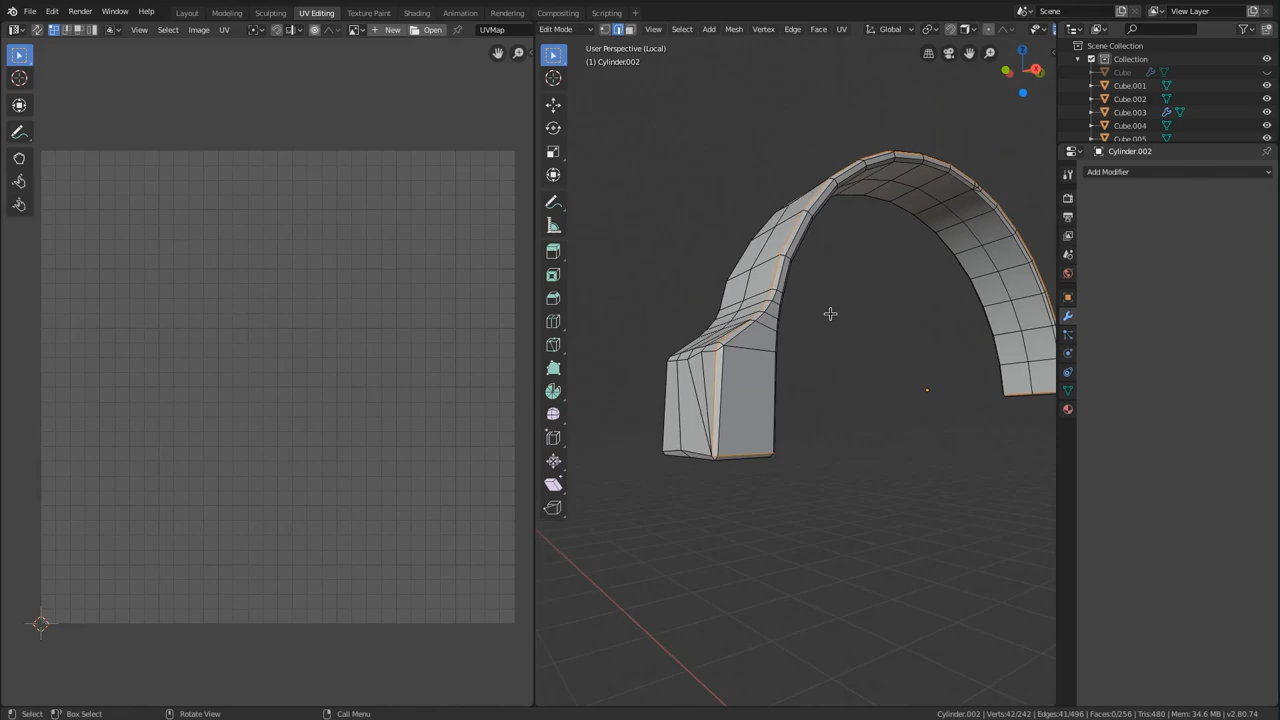 File Edit Render Window Help Layout Modeling Sculpting UV Editing Texture Paint Shading Animation Rendering Compositing Scripting + Scene View Layer
View Select Image UV New Open UVMap Edit Mode View Select Add Mesh Vertex Edge Face UV Global
User Perspective (Local)
(1) Cylinder.002
Scene Collection
Collection
Cube
Cube.001
Cube.002
Cube.003
Cube.004
Cube.005
Cylinder.002
Add Modifier
Select Box Select Rotate View Call Menu Cylinder.002 | Verts:42/242 | Edges:41/496 | Faces:0/256 | Tris:480 | Mem: 34.6 MB | v2.80.74